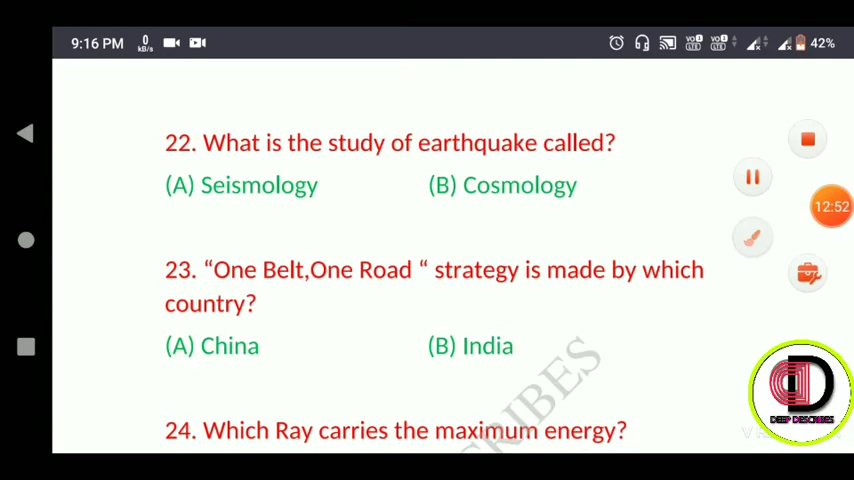 9:16 PM 0 kB/s 42%
22. What is the study of earthquake called?
(A) Seismology (B) Cosmology
12:52
23. “One Belt,One Road “ strategy is made by which
country?
(A) China (B) India
DEEP DESCRIBES
24. Which Ray carries the maximum energy?